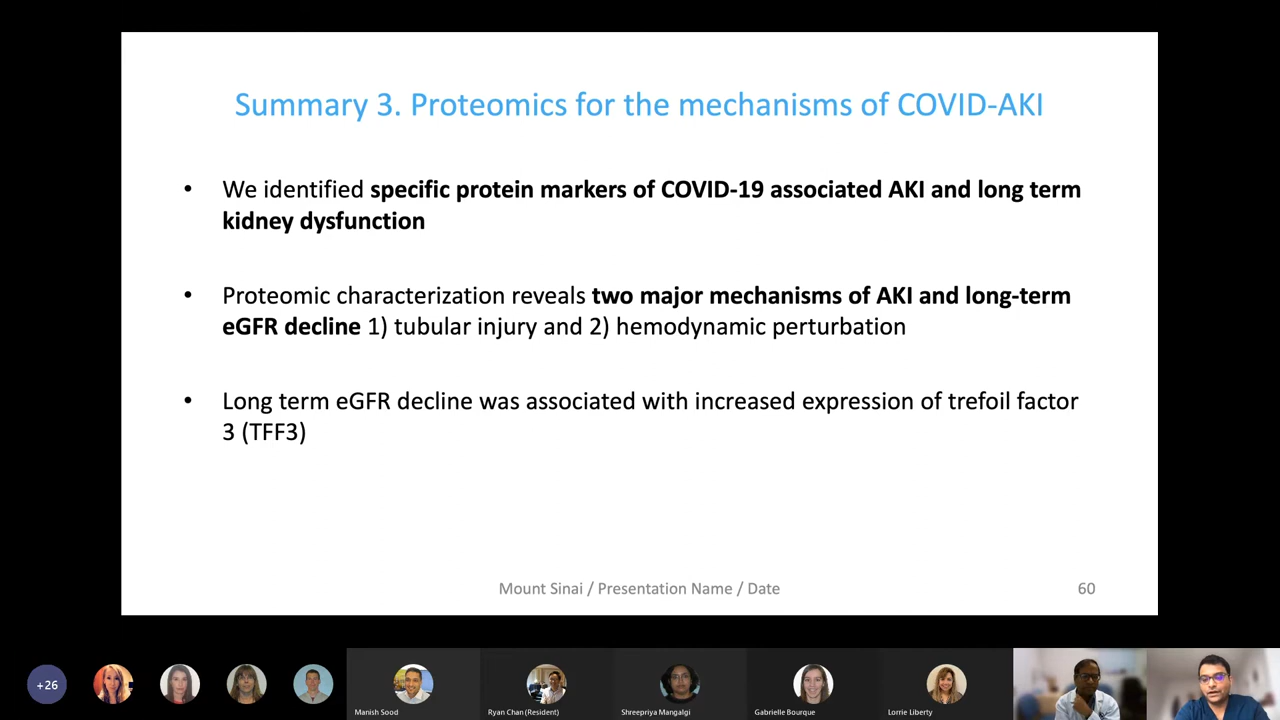 Summary 3. Proteomics for the mechanisms of COVID-AKI
• We identified specific protein markers of COVID-19 associated AKI and long term
kidney dysfunction
• Proteomic characterization reveals two major mechanisms of AKI and long-term
eGFR decline 1) tubular injury and 2) hemodynamic perturbation
• Long term eGFR decline was associated with increased expression of trefoil factor
3 (TFF3)
Mount Sinai / Presentation Name / Date
60
+26
Manish Sood
Ryan Chan (Resident)
Shreepriya Mangalgi
Gabrielle Bourque
Lorrie Liberty